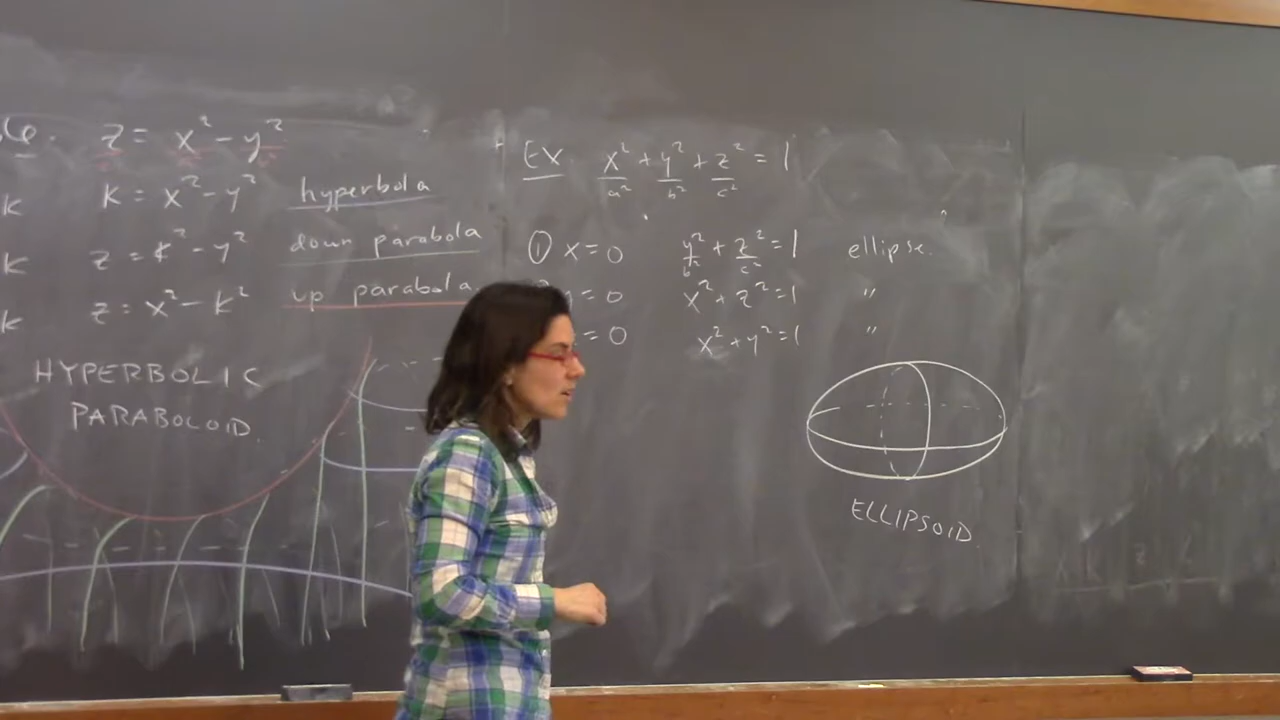 z = x² - y²
k
k = x² - y²
hyperbola
k
z = k² - y²
down parabola
k
z = x² - k²
up parabola
HYPERBOLIC
PARABOLOID.
EX x²/a² + y²/b² + z²/c² = 1
① x = 0 y²/b² + z²/c² = 1 ellipse.
= 0 x² + z² = 1 "
= 0 x² + y² = 1 "
ELLIPSOID.